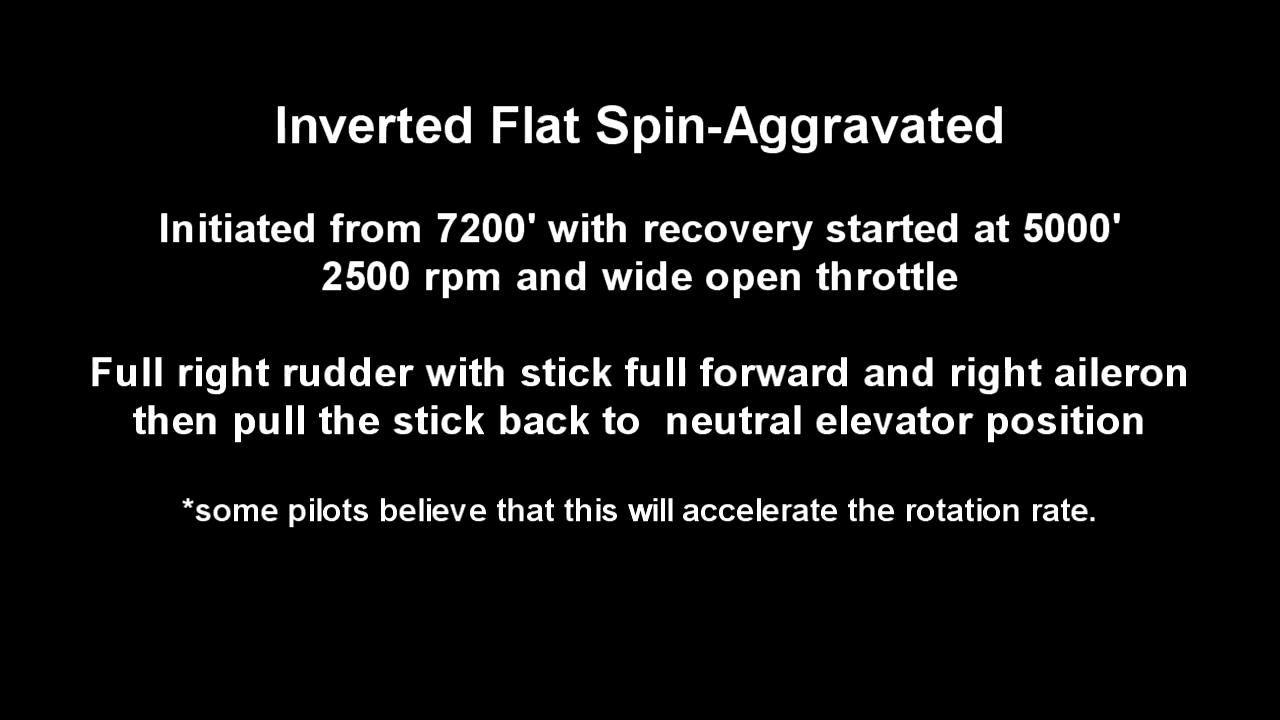 Inverted Flat Spin-Aggravated
Initiated from 7200' with recovery started at 5000'
2500 rpm and wide open throttle
Full right rudder with stick full forward and right aileron
then pull the stick back to  neutral elevator position
*some pilots believe that this will accelerate the rotation rate.